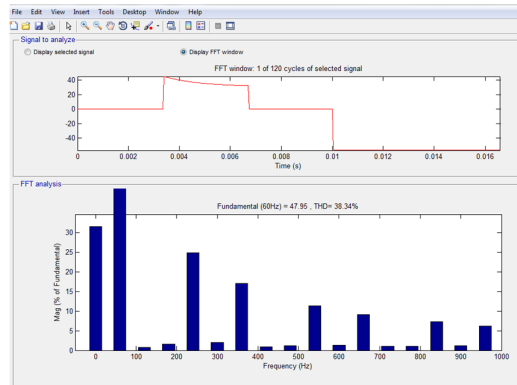 File Edit View Insert Tools Desktop Window Help
Signal to analyze
Display selected signal Display FFT window
FFT window: 1 of 120 cycles of selected signal
40
20
0
-20
-40
0 0.002 0.004 0.006 0.008 0.01 0.012 0.014 0.016
Time (s)
FFT analysis
Fundamental (60Hz) = 47.95 , THD= 38.34%
Mag (% of Fundamental)
30
25
20
15
10
5
0
0 100 200 300 400 500 600 700 800 900 1000
Frequency (Hz)